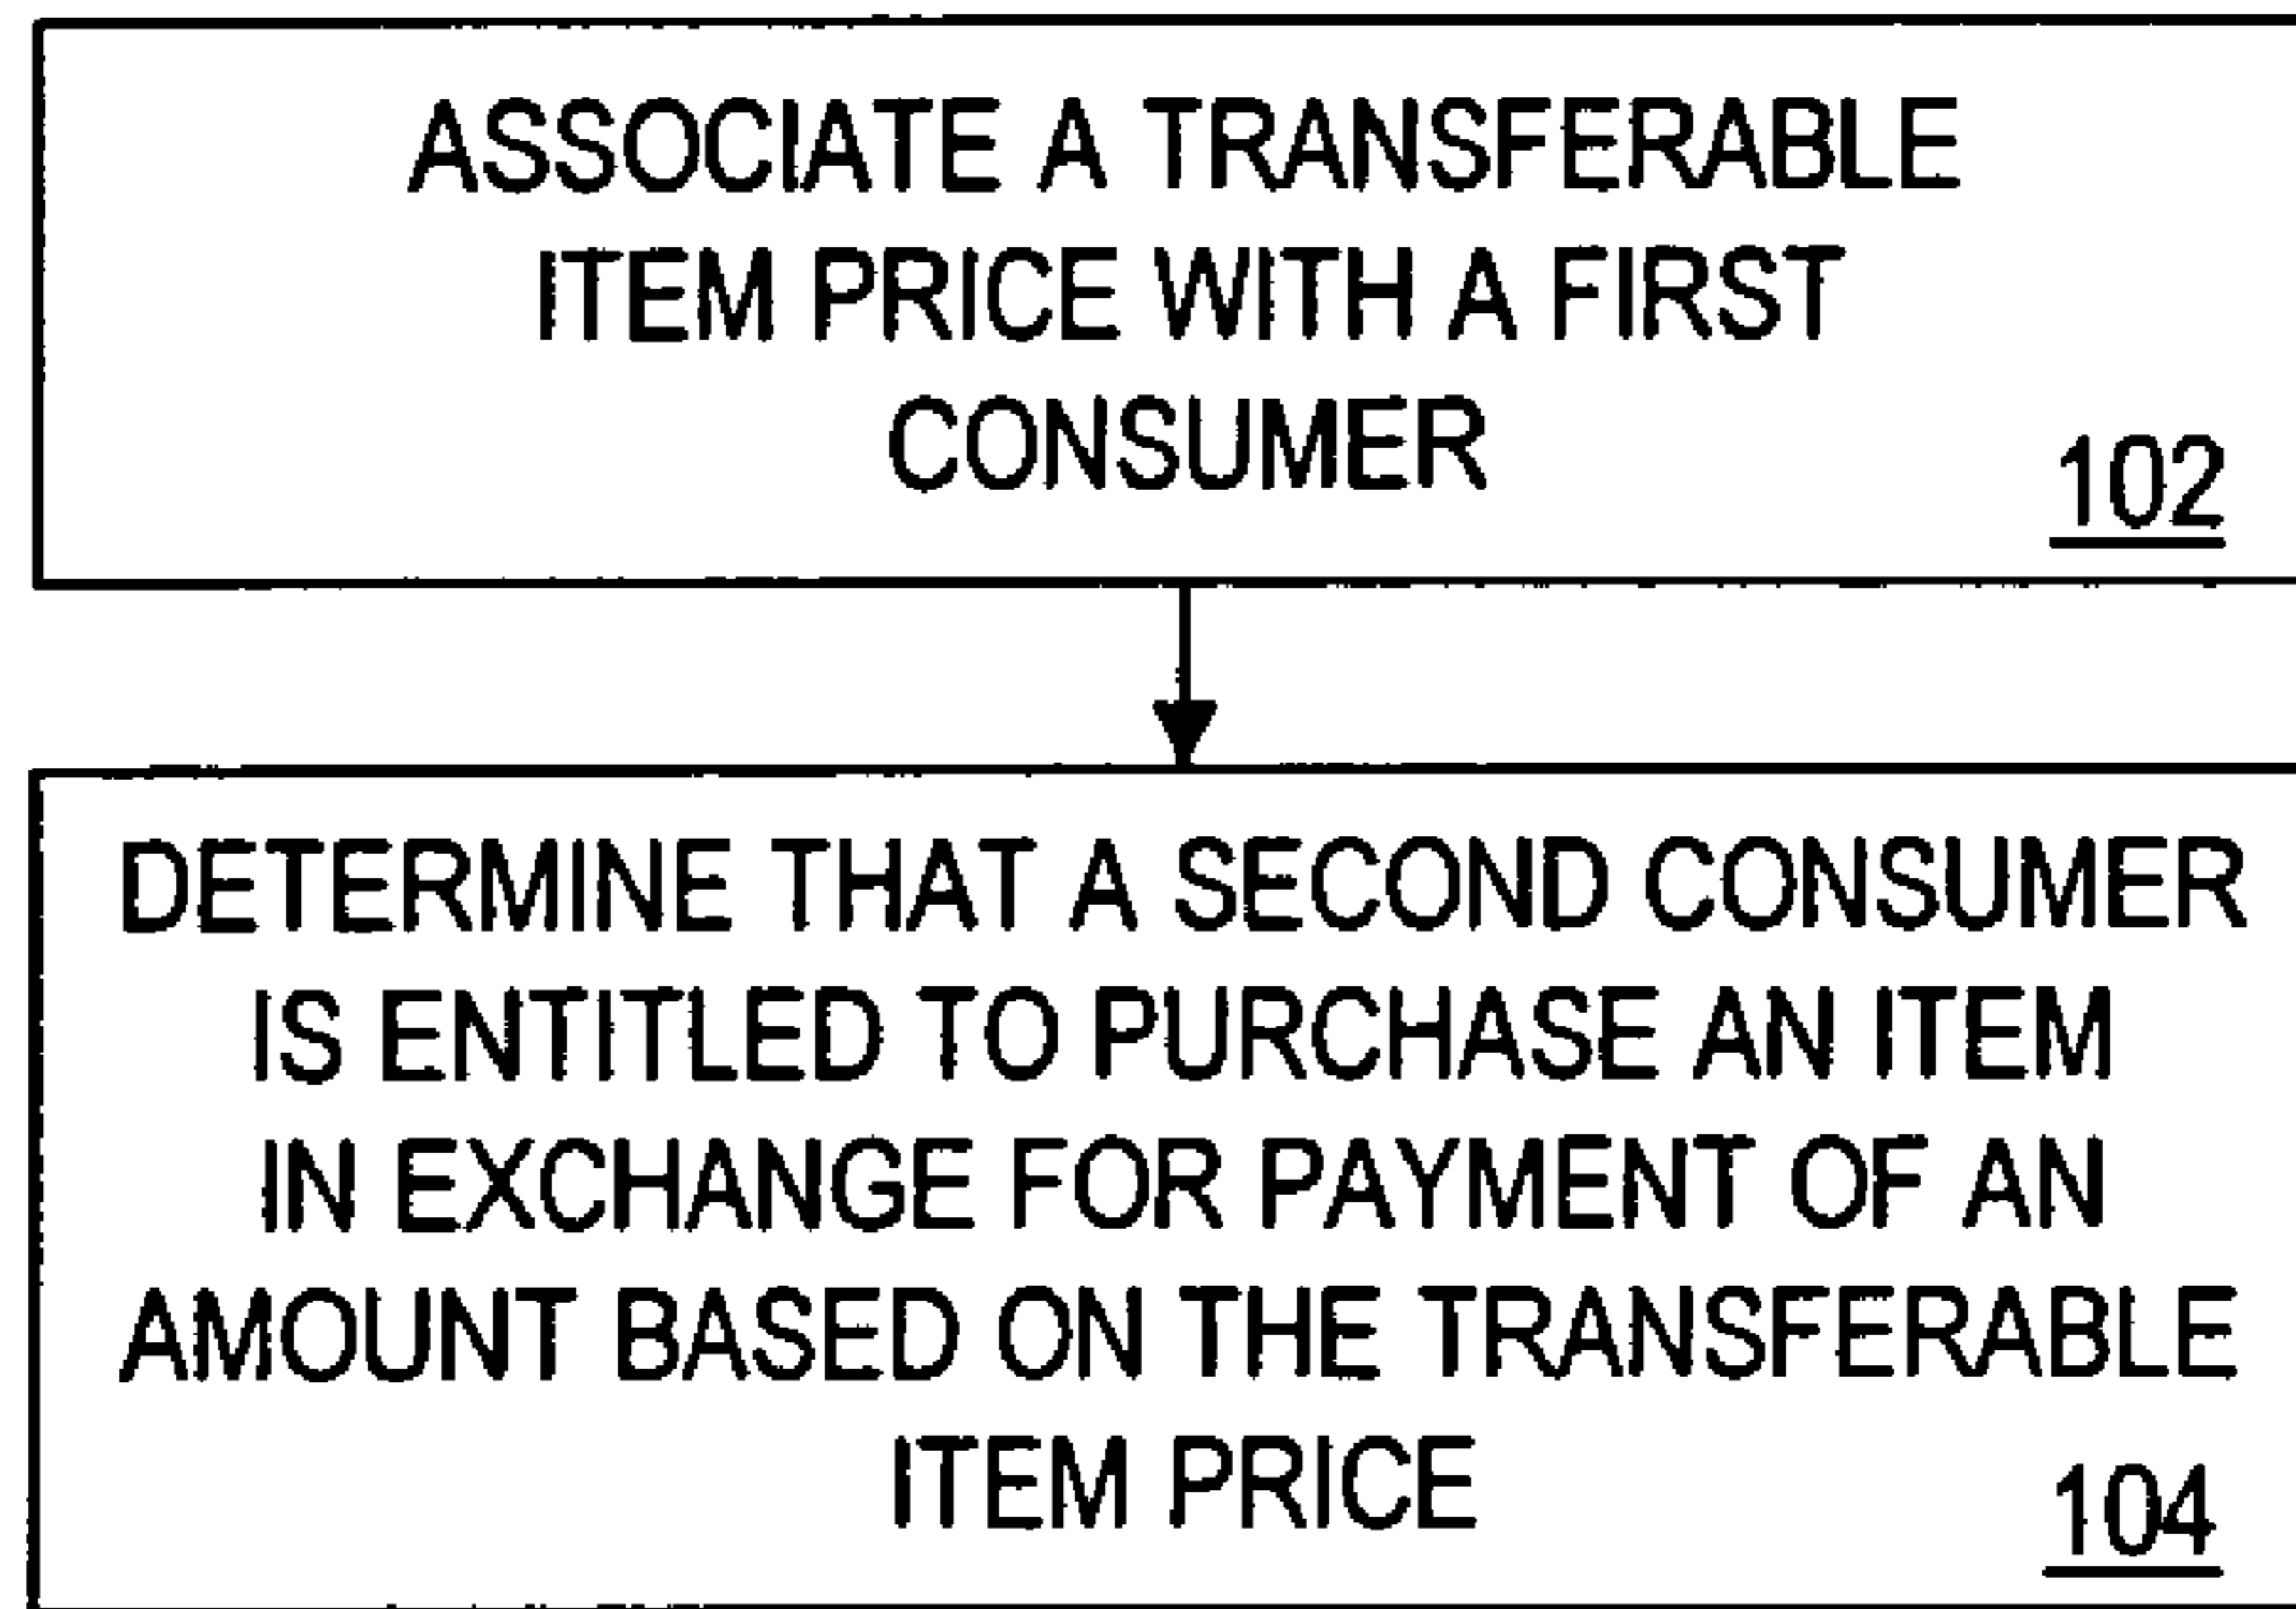 ASSOCIATE A TRANSFERABLE
ITEM PRICE WITH A FIRST
CONSUMER
102
DETERMINE THAT A SECOND CONSUMER
IS ENTITLED TO PURCHASE AN ITEM
IN EXCHANGE FOR PAYMENT OF AN
AMOUNT BASED ON THE TRANSFERABLE
ITEM PRICE
104